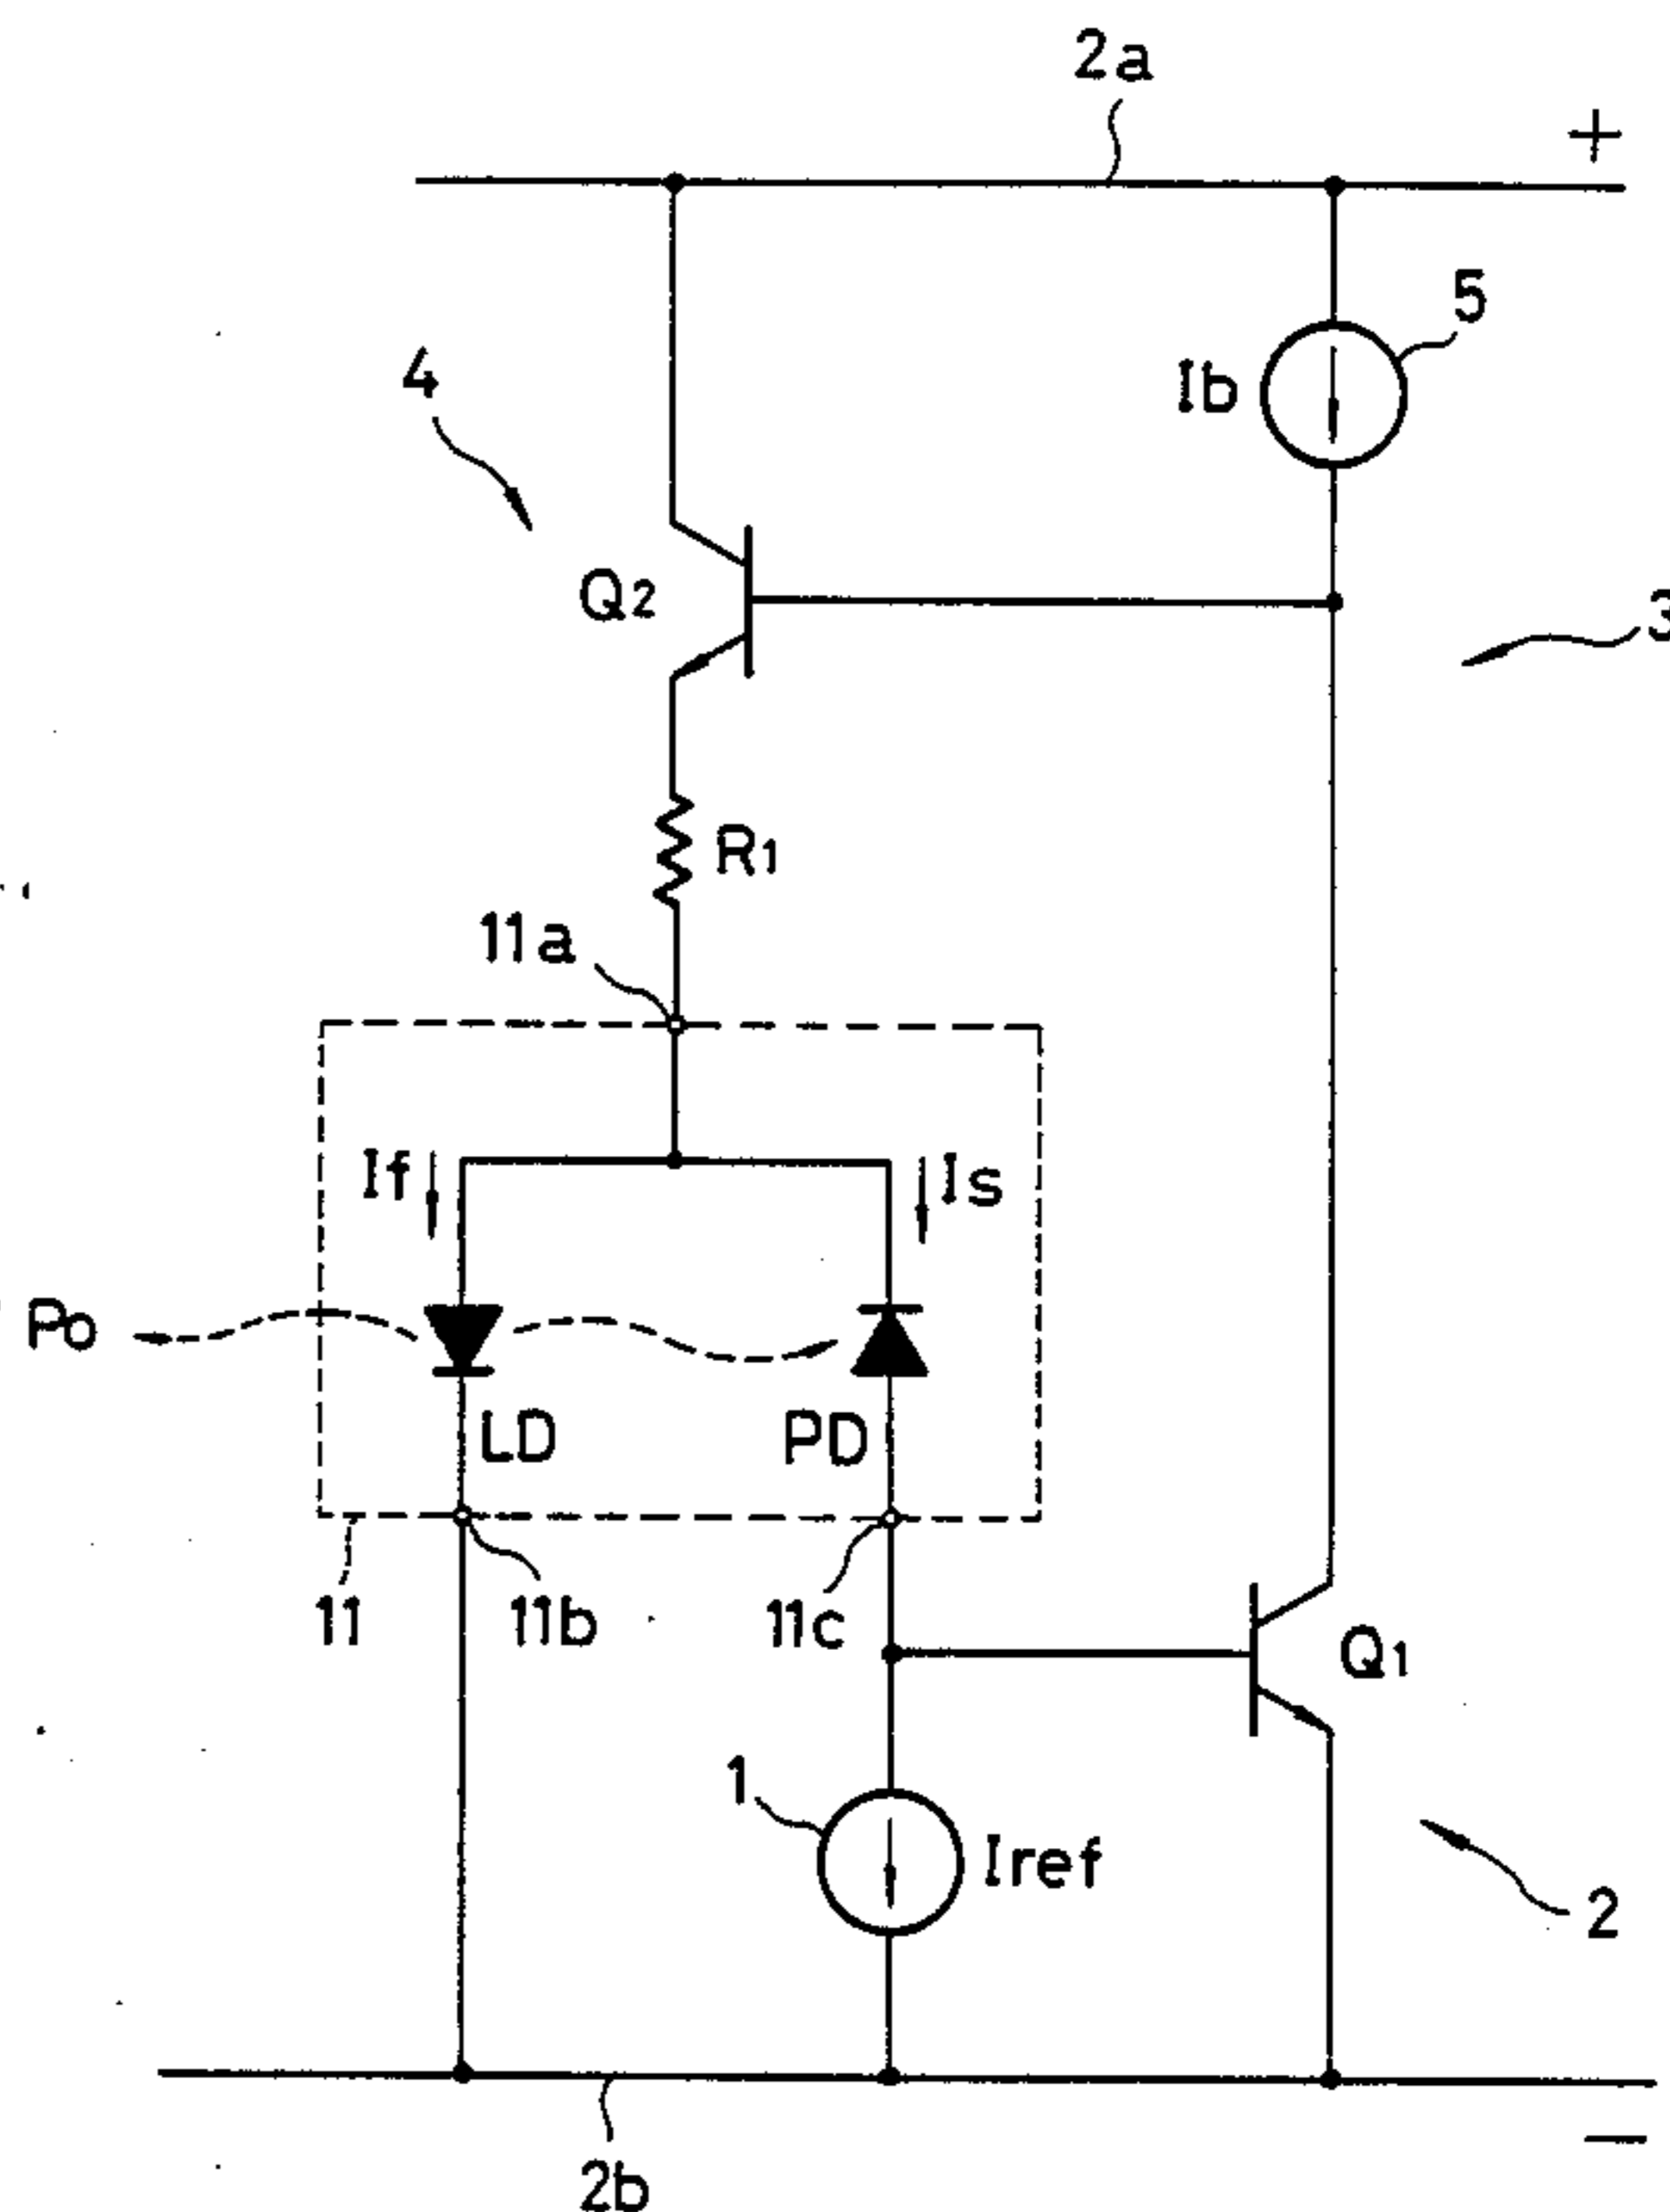 2a
+
5
Ib
4
Q2
3
R1
11a
If
Is
Po
LD
PD
11
11b
11c
Q1
1
Iref
2
2b
—